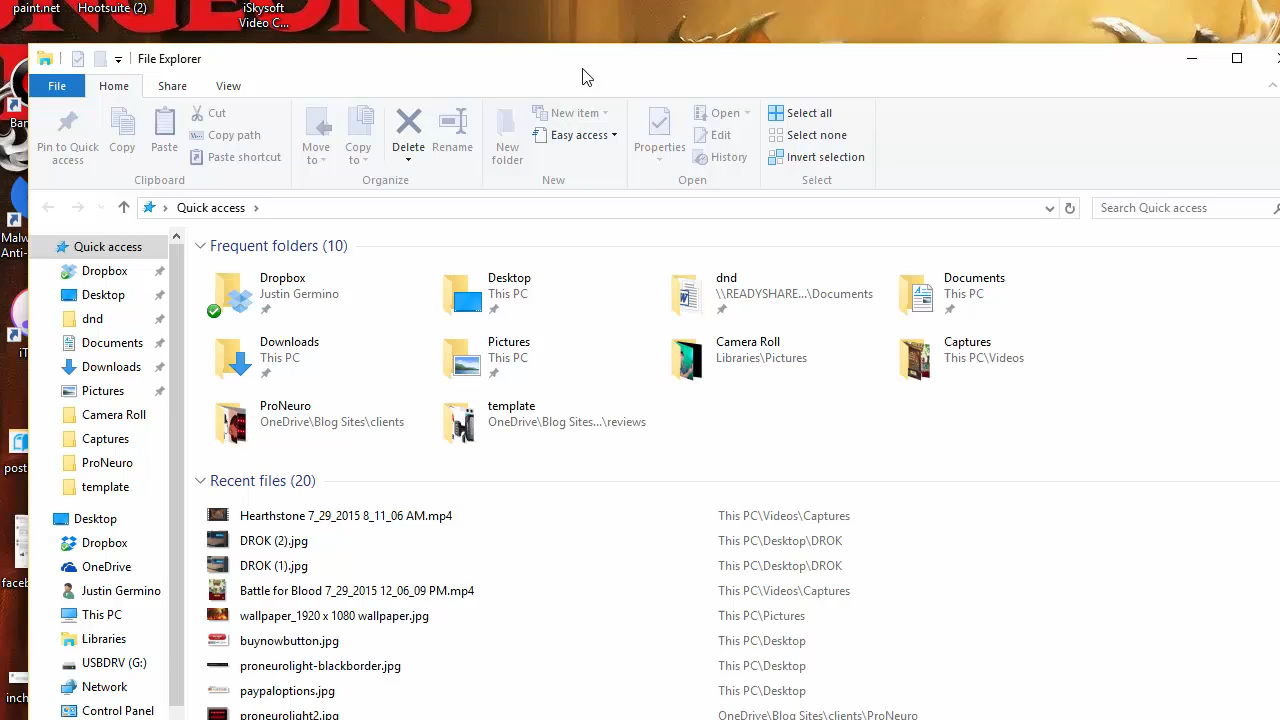 paint.net Hootsuite (2) iSkysoft
Video C...
File Explorer
File Home Share View
Pin to Quick
access
Copy
Paste
Cut
Copy path
Paste shortcut
Clipboard
Move
to
Copy
to
Delete
Rename
Organize
New
folder
New item
Easy access
New
Properties
Open
Edit
History
Open
Select all
Select none
Invert selection
Select
Quick access
Search Quick access
Malw
Anti-
iT
post
faceb
inch
Quick access
Dropbox
Desktop
dnd
Documents
Downloads
Pictures
Camera Roll
Captures
ProNeuro
template
Desktop
Dropbox
OneDrive
Justin Germino
This PC
Libraries
USBDRV (G:)
Network
Control Panel
Frequent folders (10)
Dropbox
Justin Germino
Desktop
This PC
dnd
\\READYSHARE...\Documents
Documents
This PC
Downloads
This PC
Pictures
This PC
Camera Roll
Libraries\Pictures
Captures
This PC\Videos
ProNeuro
OneDrive\Blog Sites\clients
template
OneDrive\Blog Sites...\reviews
Recent files (20)
Hearthstone 7_29_2015 8_11_06 AM.mp4 This PC\Videos\Captures
DROK (2).jpg This PC\Desktop\DROK
DROK (1).jpg This PC\Desktop\DROK
Battle for Blood 7_29_2015 12_06_09 PM.mp4 This PC\Videos\Captures
wallpaper_1920 x 1080 wallpaper.jpg This PC\Pictures
buynowbutton.jpg This PC\Desktop
proneurolight-blackborder.jpg This PC\Desktop
paypaloptions.jpg This PC\Desktop
proneurolight2.jpg OneDrive\Blog Sites\clients\ProNeuro